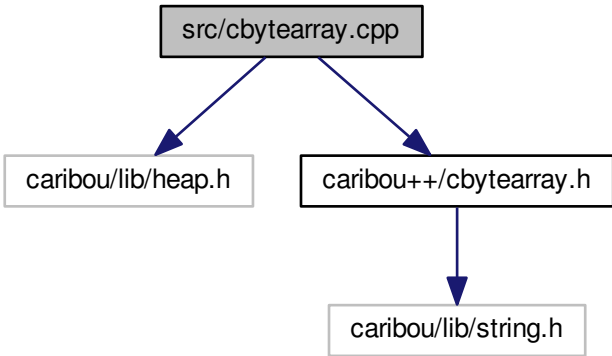 src/cbytearray.cpp
caribou/lib/heap.h
caribou++/cbytearray.h
caribou/lib/string.h